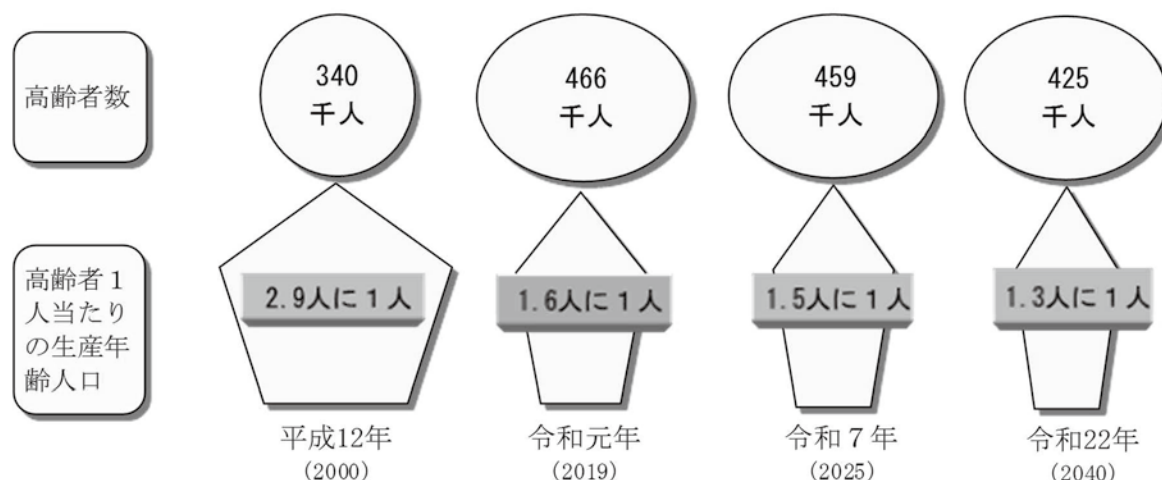 高齢者数
340
千人
466
千人
459
千人
425
千人
高齢者１
人当たり
の生産年
齢人口
2.9人に１人
1.6人に１人
1.5人に１人
1.3人に１人
平成12年
(2000)
令和元年
(2019)
令和７年
(2025)
令和22年
(2040)